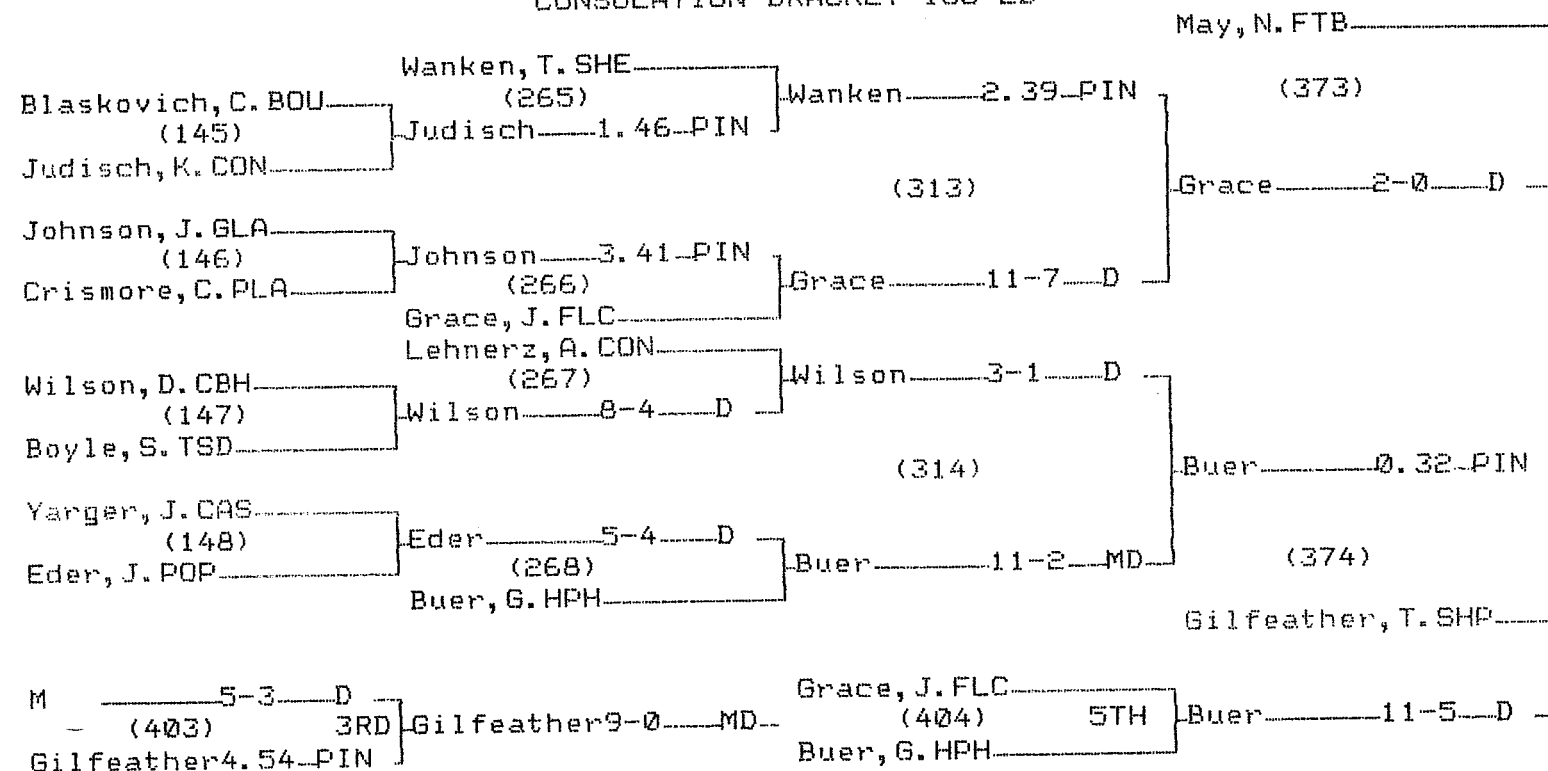 CONSOLATION BRACKET
May, N. FTB
Wanken, T. SHE
Blaskovich, C. BOU (265) Wanken 2.39 PIN (373)
(145) Judisch 1.46 PIN
Judisch, K. CON
(313) Grace 2-0 D
Johnson, J. GLA
(146) Johnson 3.41 PIN
Crismore, C. PLA (266) Grace 11-7 D
Grace, J. FLC
Lehnerz, A. CON
Wilson, D. CBH (267) Wilson 3-1 D
(147) Wilson 8-4 D
Boyle, S. TSD
(314) Buer 0.32 PIN
Yarger, J. CAS
(148) Eder 5-4 D
Eder, J. POP (268) Buer 11-2 MD (374)
Buer, G. HPH
Gilfeather, T. SHP
M 5-3 D Grace, J. FLC
(403) 3RD Gilfeather 9-0 MD (404) 5TH Buer 11-5 D
Gilfeather 4.54 PIN Buer, G. HPH